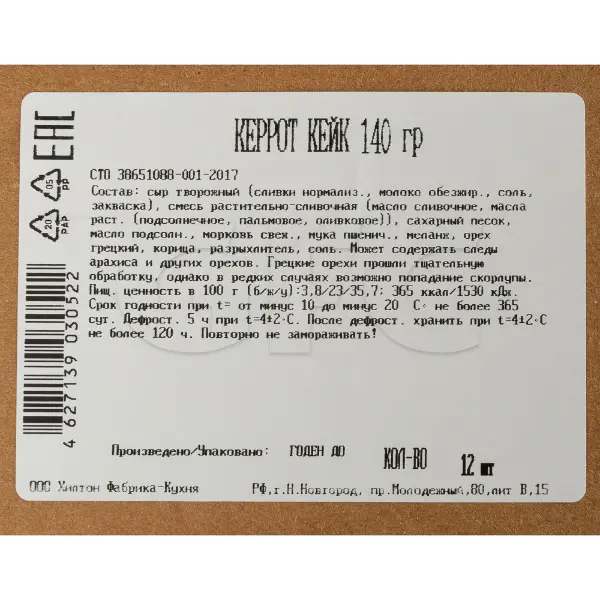 КЕРРОТ КЕЙК 140 гр
СТО 38651088-001-2017
Состав: сыр творожный (сливки нормализ., молоко обезжир., соль,
закваска), смесь растительно-сливочная (масло сливочное, масла
раст. (подсолнечное, пальмовое, оливковое)), сахарный песок,
масло подсолн., морковь свеж., мука пшенич., меланж, орех
грецкий, корица, разрыхлитель, соль. Может содержать следы
арахиса и других орехов. Грецкие орехи прошли тщательную
обработку, однако в редких случаях возможно попадание скорлупы.
Пищ. ценность в 100 г (б/ж/у):3,8/23/35,7; 365 ккал/1530 кДж.
Срок годности при t= от минус 10 до минус 20 С° не более 365
сут. Дефрост. 5 ч при t=4±2◦С. После дефрост. хранить при t=4±2◦С
не более 120 ч. Повторно не замораживать!
Произведено/Упаковано: ГОДЕН ДО КОЛ-ВО 12 шт
ООО Хилтон Фабрика-Кухня РФ,г.Н.Новгород, пр.Молодежный,80,лит В,15
EAC
05
PP
20
PAP
4 627139 030522